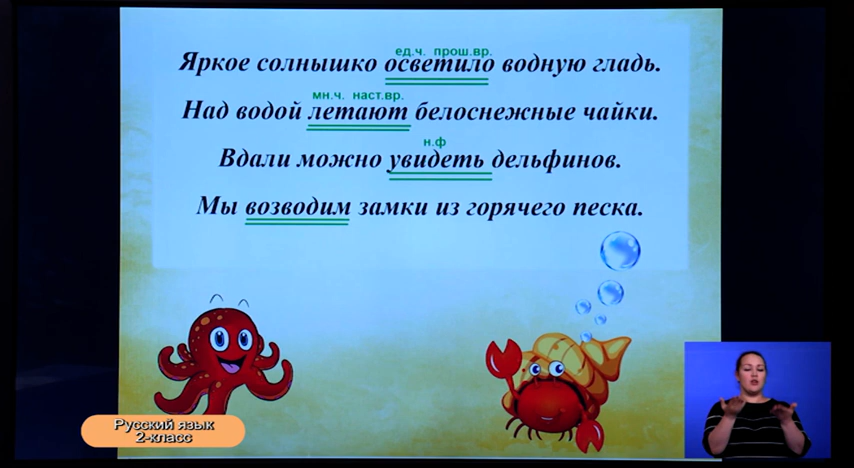 ед.ч. прош.вр.
Яркое солнышко осветило водную гладь.
мн.ч. наст.вр.
Над водой летают белоснежные чайки.
н.ф
Вдали можно увидеть дельфинов.
Мы возводим замки из горячего песка.
Русский язык
2-класс